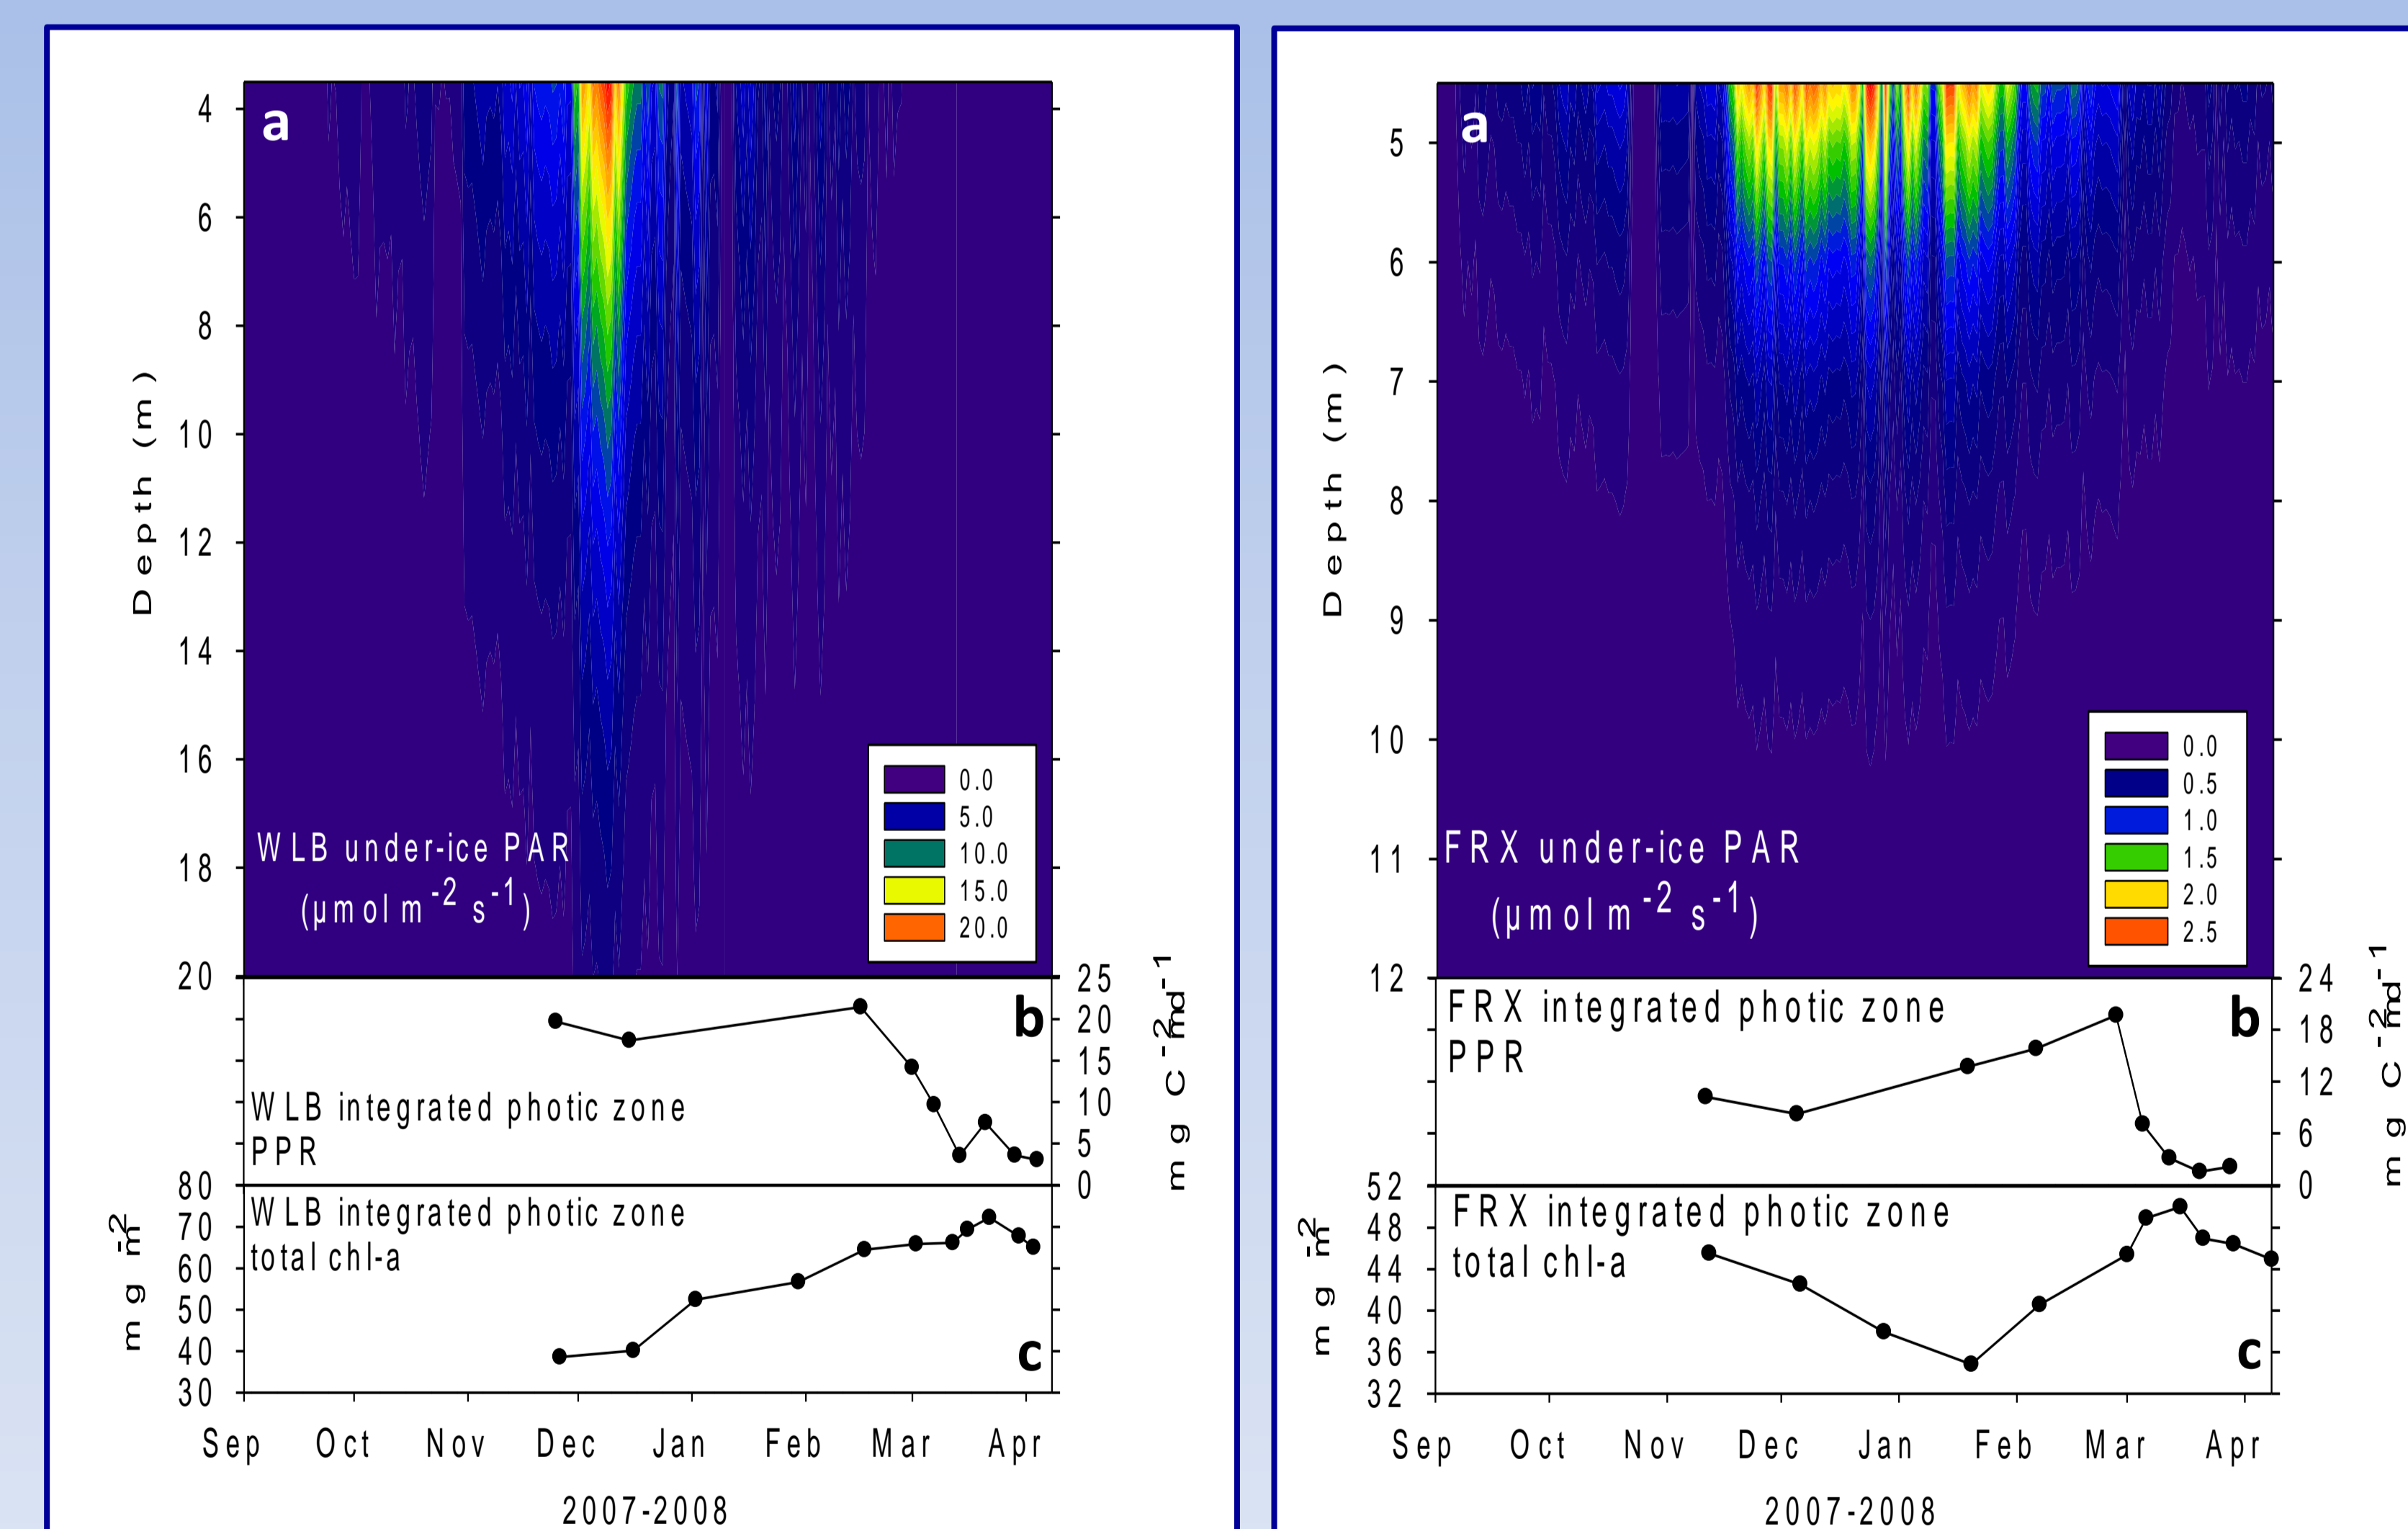 a
4
6
8
10
12
14
16
18
20
Depth (m)
WLB under-ice PAR
(µmol m-2 s-1)
0.0
5.0
10.0
15.0
20.0
b
WLB integrated photic zone
PPR
25
20
15
10
5
0
mg C m-2 d-1
WLB integrated photic zone
total chl-a
c
80
70
60
50
40
30
mg m-2
Sep Oct Nov Dec Jan Feb Mar Apr
2007-2008
a
5
6
7
8
9
10
11
12
Depth (m)
FRX under-ice PAR
(µmol m-2 s-1)
0.0
0.5
1.0
1.5
2.0
2.5
FRX integrated photic zone
PPR
b
24
18
12
6
0
mg C m-2 d-1
FRX integrated photic zone
total chl-a
c
52
48
44
40
36
32
mg m-2
Sep Oct Nov Dec Jan Feb Mar Apr
2007-2008